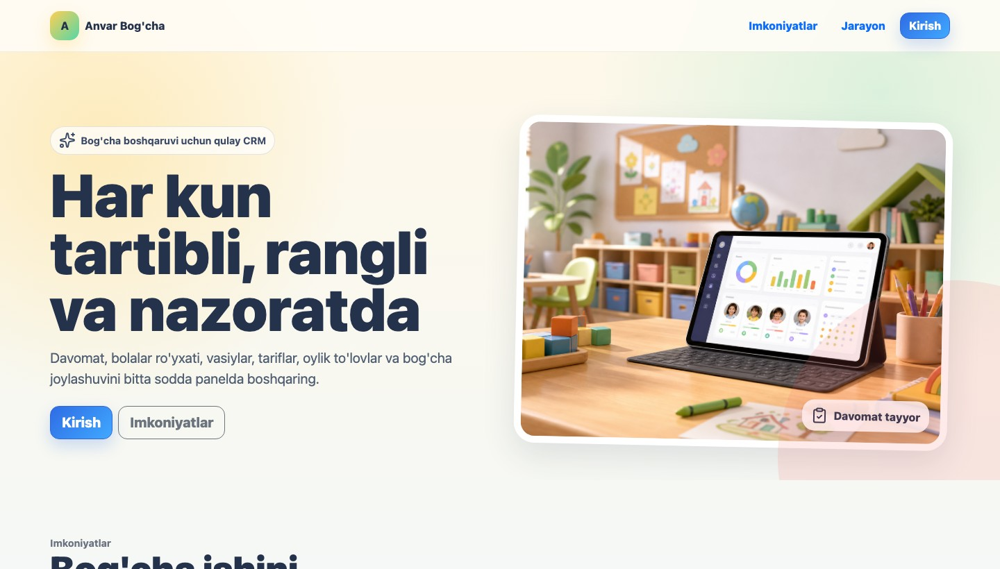 A
Anvar Bog'cha
Imkoniyatlar
Jarayon
Kirish
Bog'cha boshqaruvi uchun qulay CRM
Har kun
tartibli, rangli
va nazoratda
Davomat, bolalar ro'yxati, vasiylar, tariflar, oylik to'lovlar va bog'cha
joylashuvini bitta sodda panelda boshqaring.
Kirish
Imkoniyatlar
Davomat tayyor
Imkoniyatlar
Bog'cha ishini